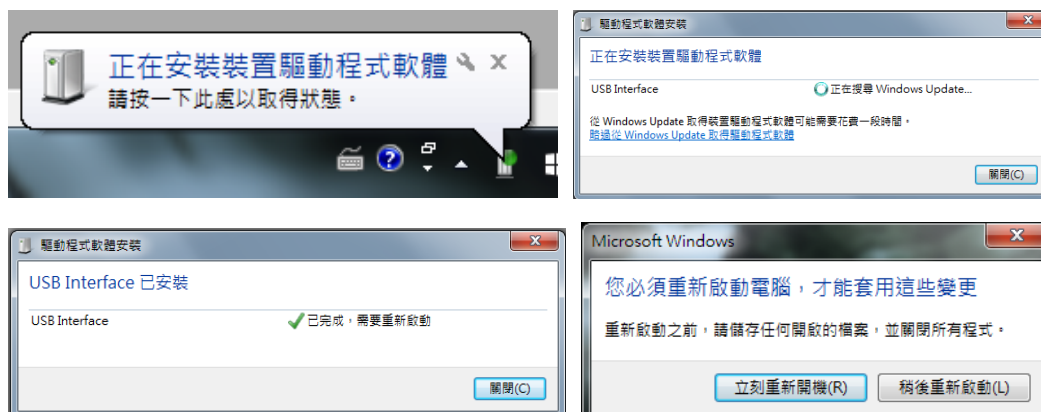 正在安裝裝置驅動程式軟體
請按一下此處以取得狀態。
驅動程式軟體安裝
正在安裝裝置驅動程式軟體
USB Interface 正在搜尋 Windows Update...
從 Windows Update 取得裝置驅動程式軟體可能需要花費一段時間。
略過從 Windows Update 取得驅動程式軟體
關閉(C)
驅動程式軟體安裝
USB Interface 已安裝
USB Interface 已完成，需要重新啟動
關閉(C)
Microsoft Windows
您必須重新啟動電腦，才能套用這些變更
重新啟動之前，請儲存任何開啟的檔案，並關閉所有程式。
立刻重新開機(R) 稍後重新啟動(L)